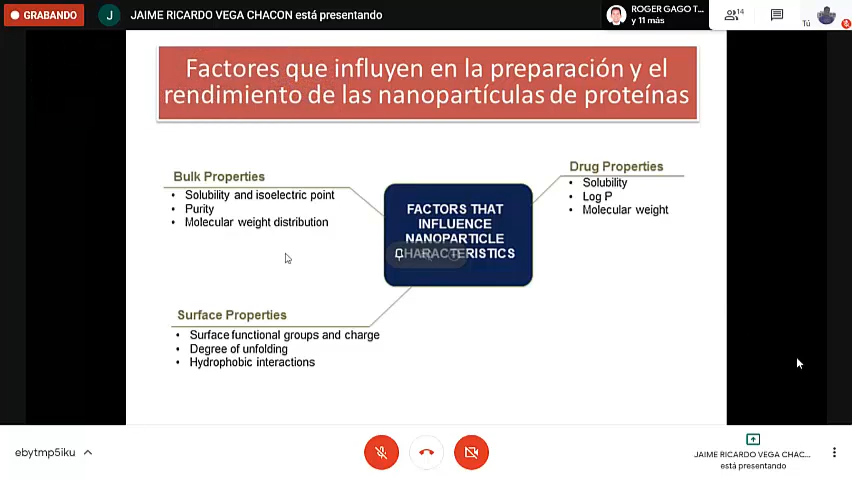 GRABANDO
J
JAIME RICARDO VEGA CHACON está presentando
ROGER GAGO T...
y 11 más
14
Tú
Factores que influyen en la preparación y el
rendimiento de las nanopartículas de proteínas
Bulk Properties
• Solubility and isoelectric point
• Purity
• Molecular weight distribution
Drug Properties
• Solubility
• Log P
• Molecular weight
FACTORS THAT
INFLUENCE
NANOPARTICLE
CHARACTERISTICS
Surface Properties
• Surface functional groups and charge
• Degree of unfolding
• Hydrophobic interactions
ebytmp5iku
JAIME RICARDO VEGA CHAC...
está presentando